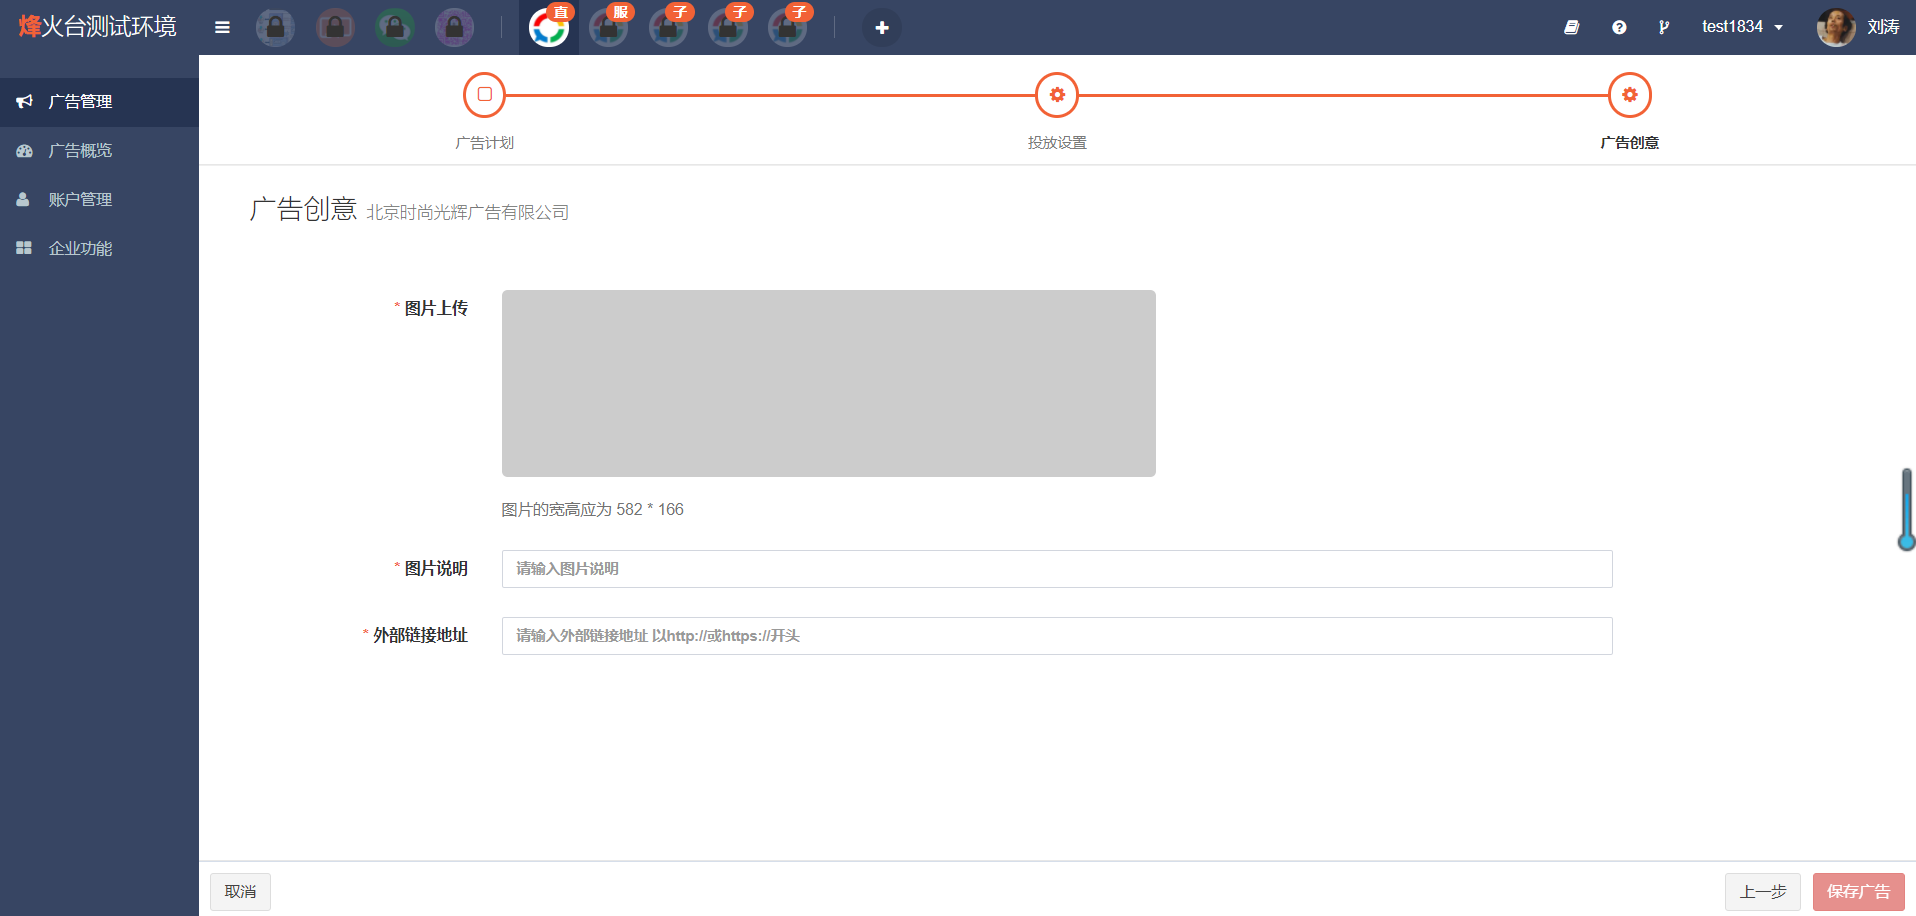 烽火台测试环境
直
服
子
子
子
test1834
刘涛
广告管理
广告概览
账户管理
企业功能
广告计划
投放设置
广告创意
广告创意 北京时尚光辉广告有限公司
* 图片上传
图片的宽高应为 582 * 166
* 图片说明
请输入图片说明
* 外部链接地址
请输入外部链接地址 以http://或https://开头
取消
上一步
保存广告